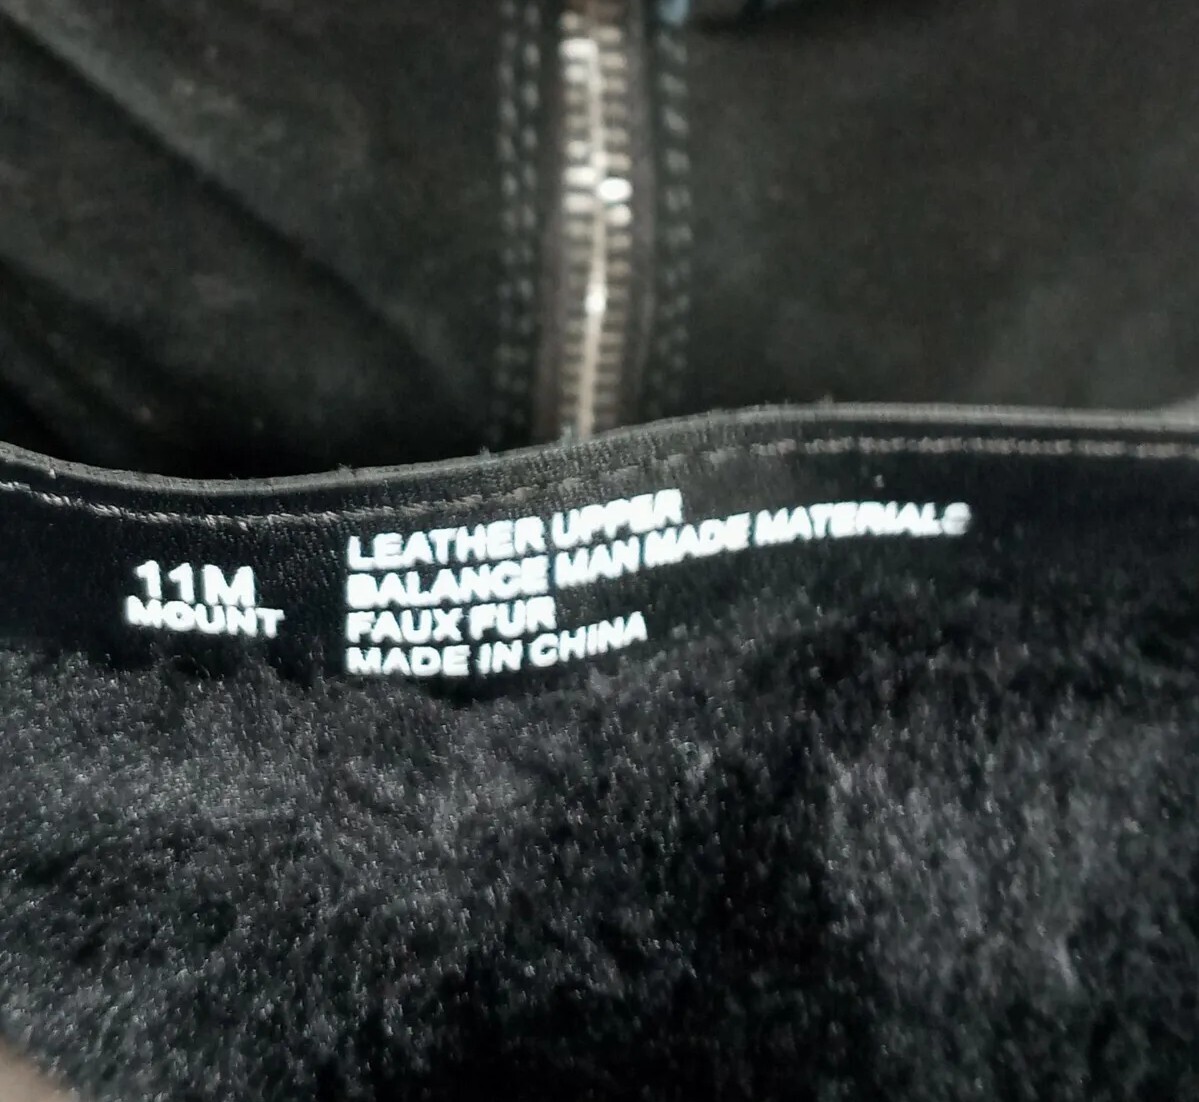 11M
MOUNT
LEATHER UPPER
BALANCE MAN MADE MATERIALS
FAUX FUR
MADE IN CHINA